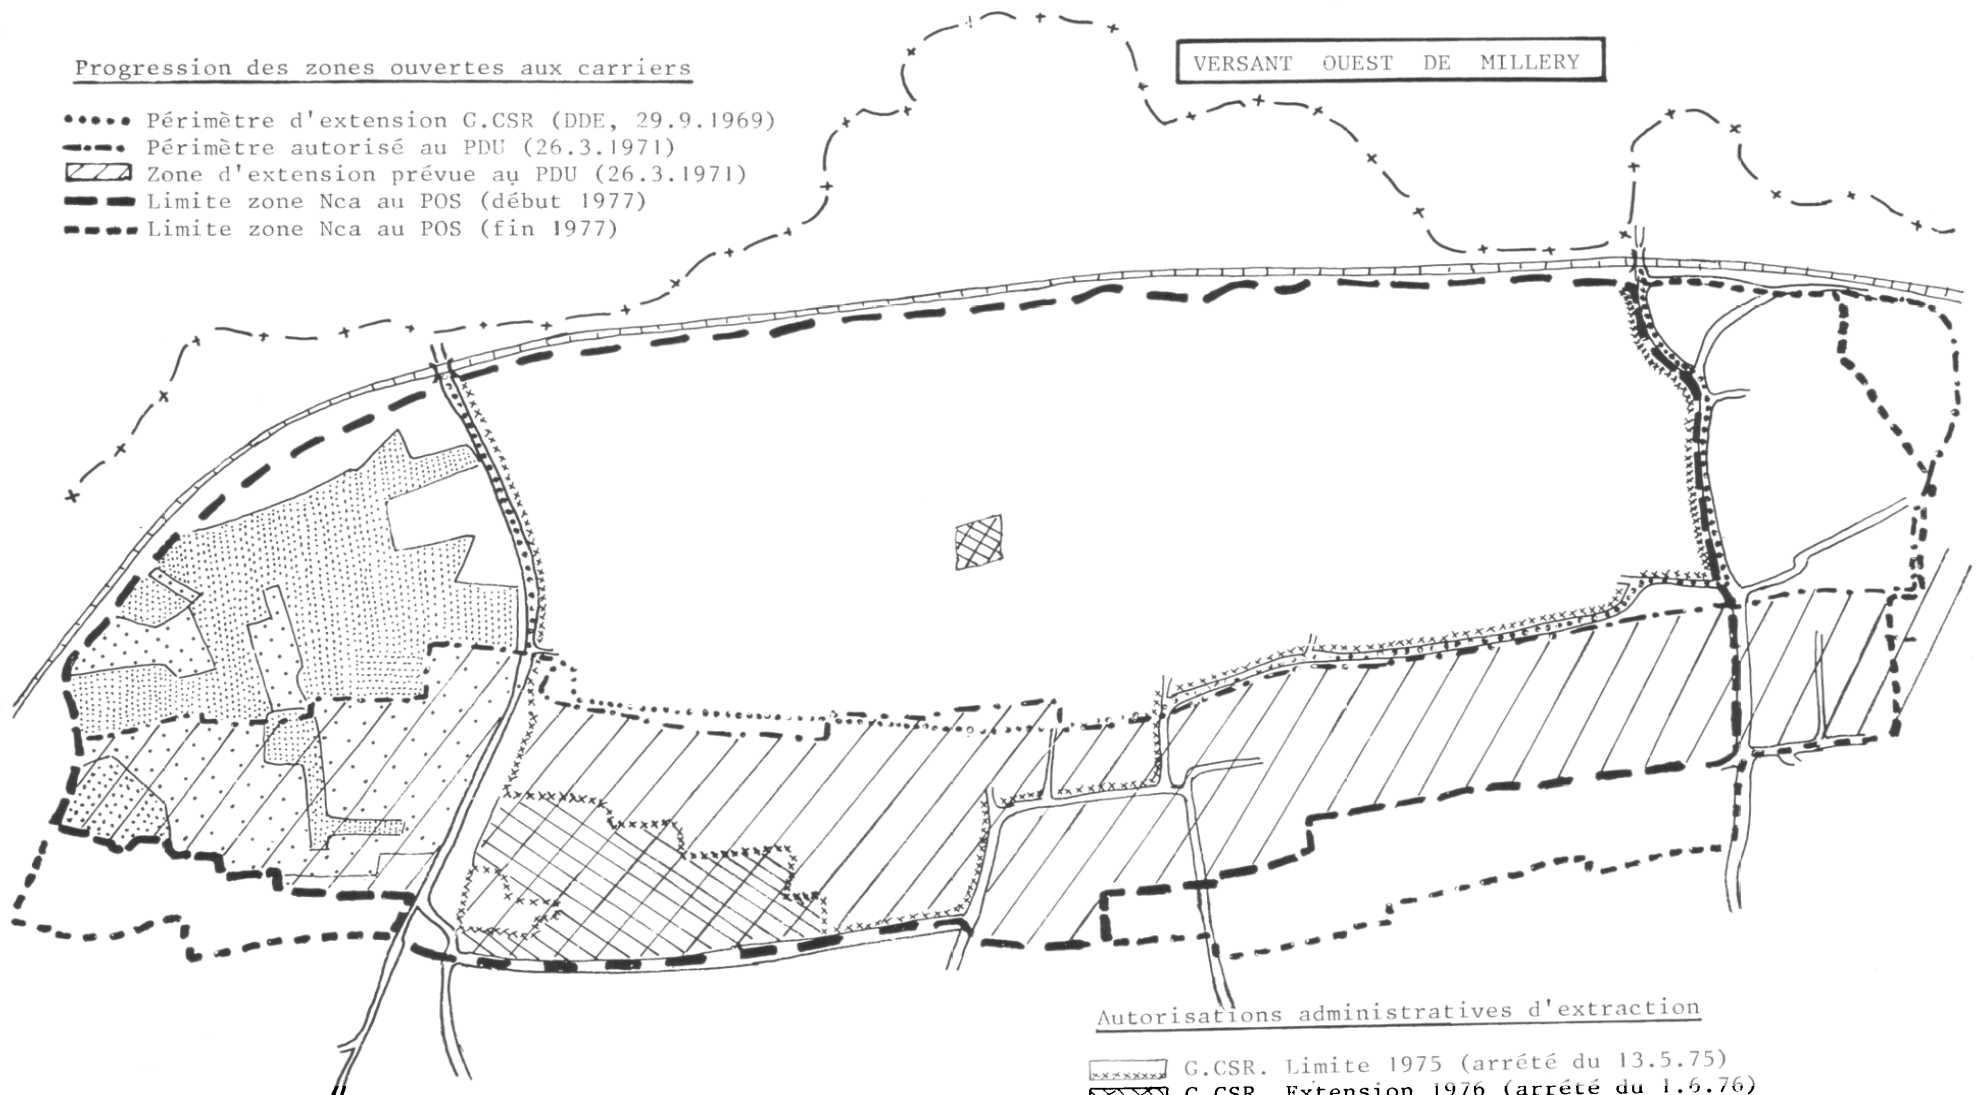 VERSANT OUEST DE MILLERY
Progression des zones ouvertes aux carriers
Périmètre d'extension G.CSR (DDE, 29.9.1969)
Périmètre autorisé au PDU (26.3.1971)
Zone d'extension prévue au PDU (26.3.1971)
Limite zone Nca au POS (début 1977)
Limite zone Nca au POS (fin 1977)
Autorisations administratives d'extraction
G.CSR. Limite 1975 (arrété du 13.5.75)
G.CSR. Extension 1976 (arrété du 1.6.76)